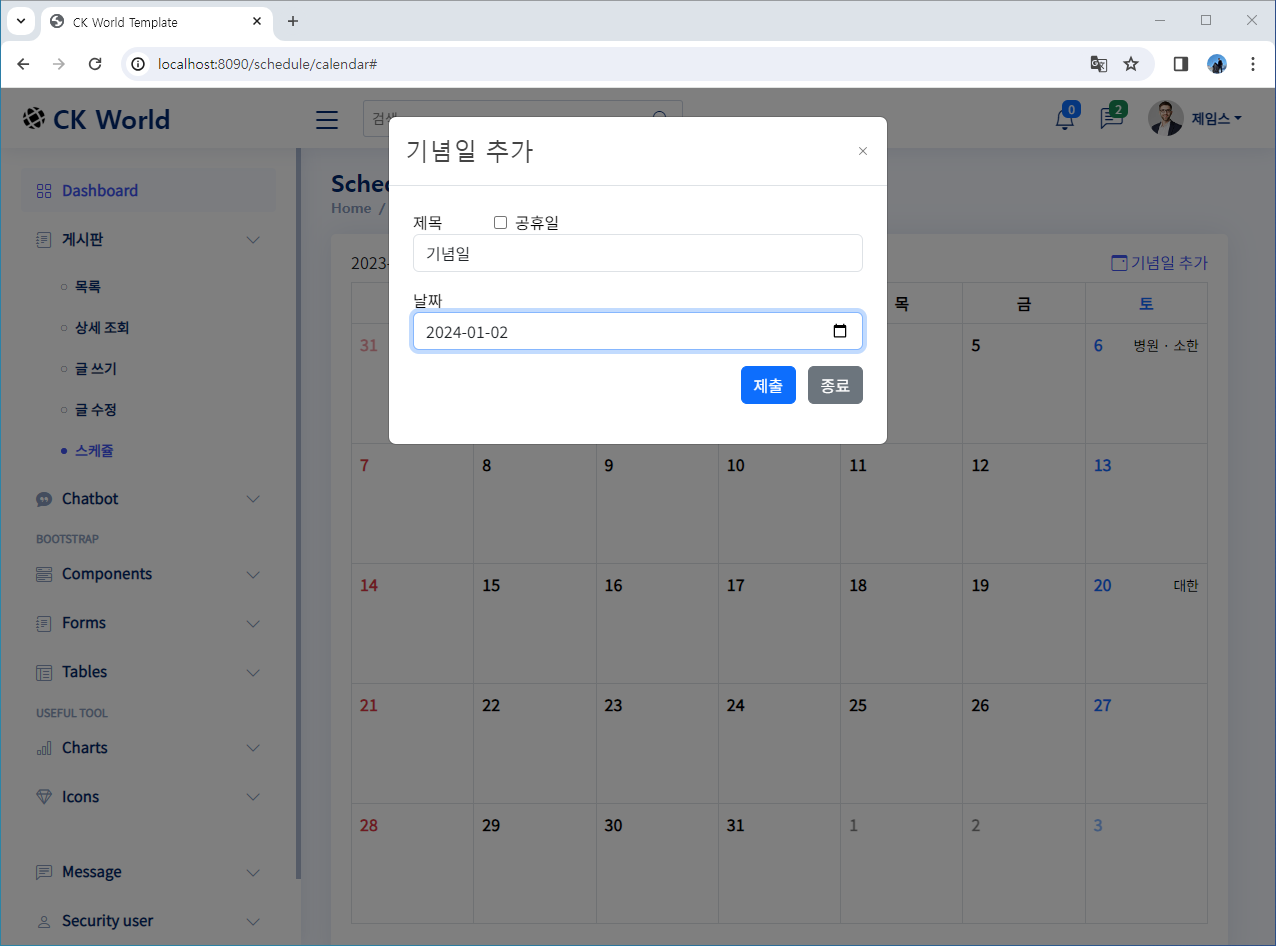 CK World Template
localhost:8090/schedule/calendar#
CK World
0
2
제임스
기념일 추가
Dashboard
게시판
목록
상세 조회
글 쓰기
글 수정
스케쥴
Chatbot
BOOTSTRAP
Components
Forms
Tables
USEFUL TOOL
Charts
Icons
Message
Security user
Home /
제목 공휴일
기념일
날짜
2024-01-02
제출 종료
2023-
기념일 추가
목 금 토
31 5 6 병원 · 소한
7 8 9 10 11 12 13
14 15 16 17 18 19 20 대한
21 22 23 24 25 26 27
28 29 30 31 1 2 3